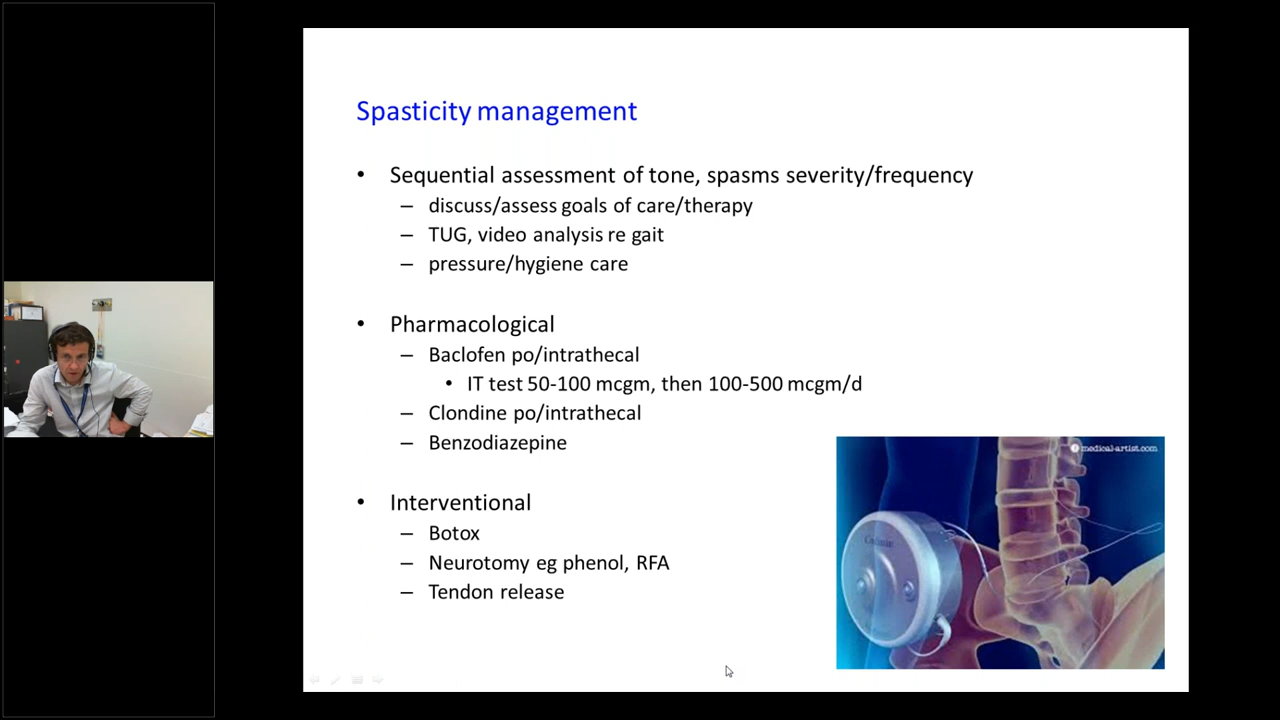 Spasticity management
• Sequential assessment of tone, spasms severity/frequency
– discuss/assess goals of care/therapy
– TUG, video analysis re gait
– pressure/hygiene care
• Pharmacological
– Baclofen po/intrathecal
• IT test 50-100 mcgm, then 100-500 mcgm/d
– Clondine po/intrathecal
– Benzodiazepine
• Interventional
– Botox
– Neurotomy eg phenol, RFA
– Tendon release
medical-artist.com